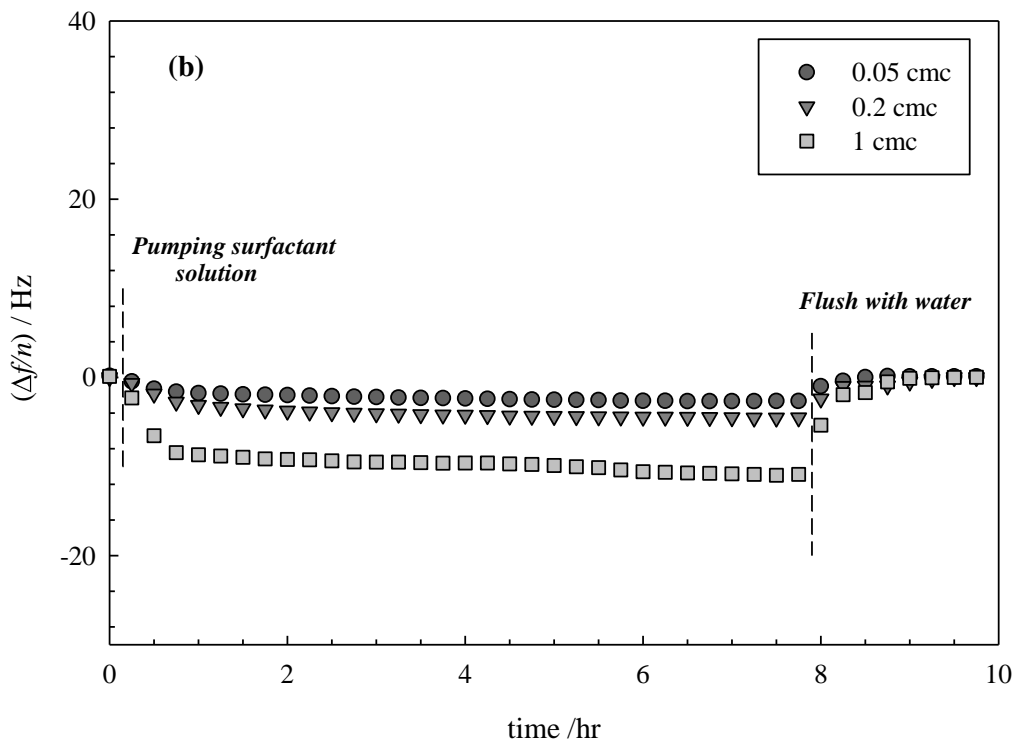 40
(b)
0.05 cmc
0.2 cmc
1 cmc
20
Pumping surfactant
solution
Flush with water
(Δf/n) / Hz
0
-20
0 2 4 6 8 10
time /hr